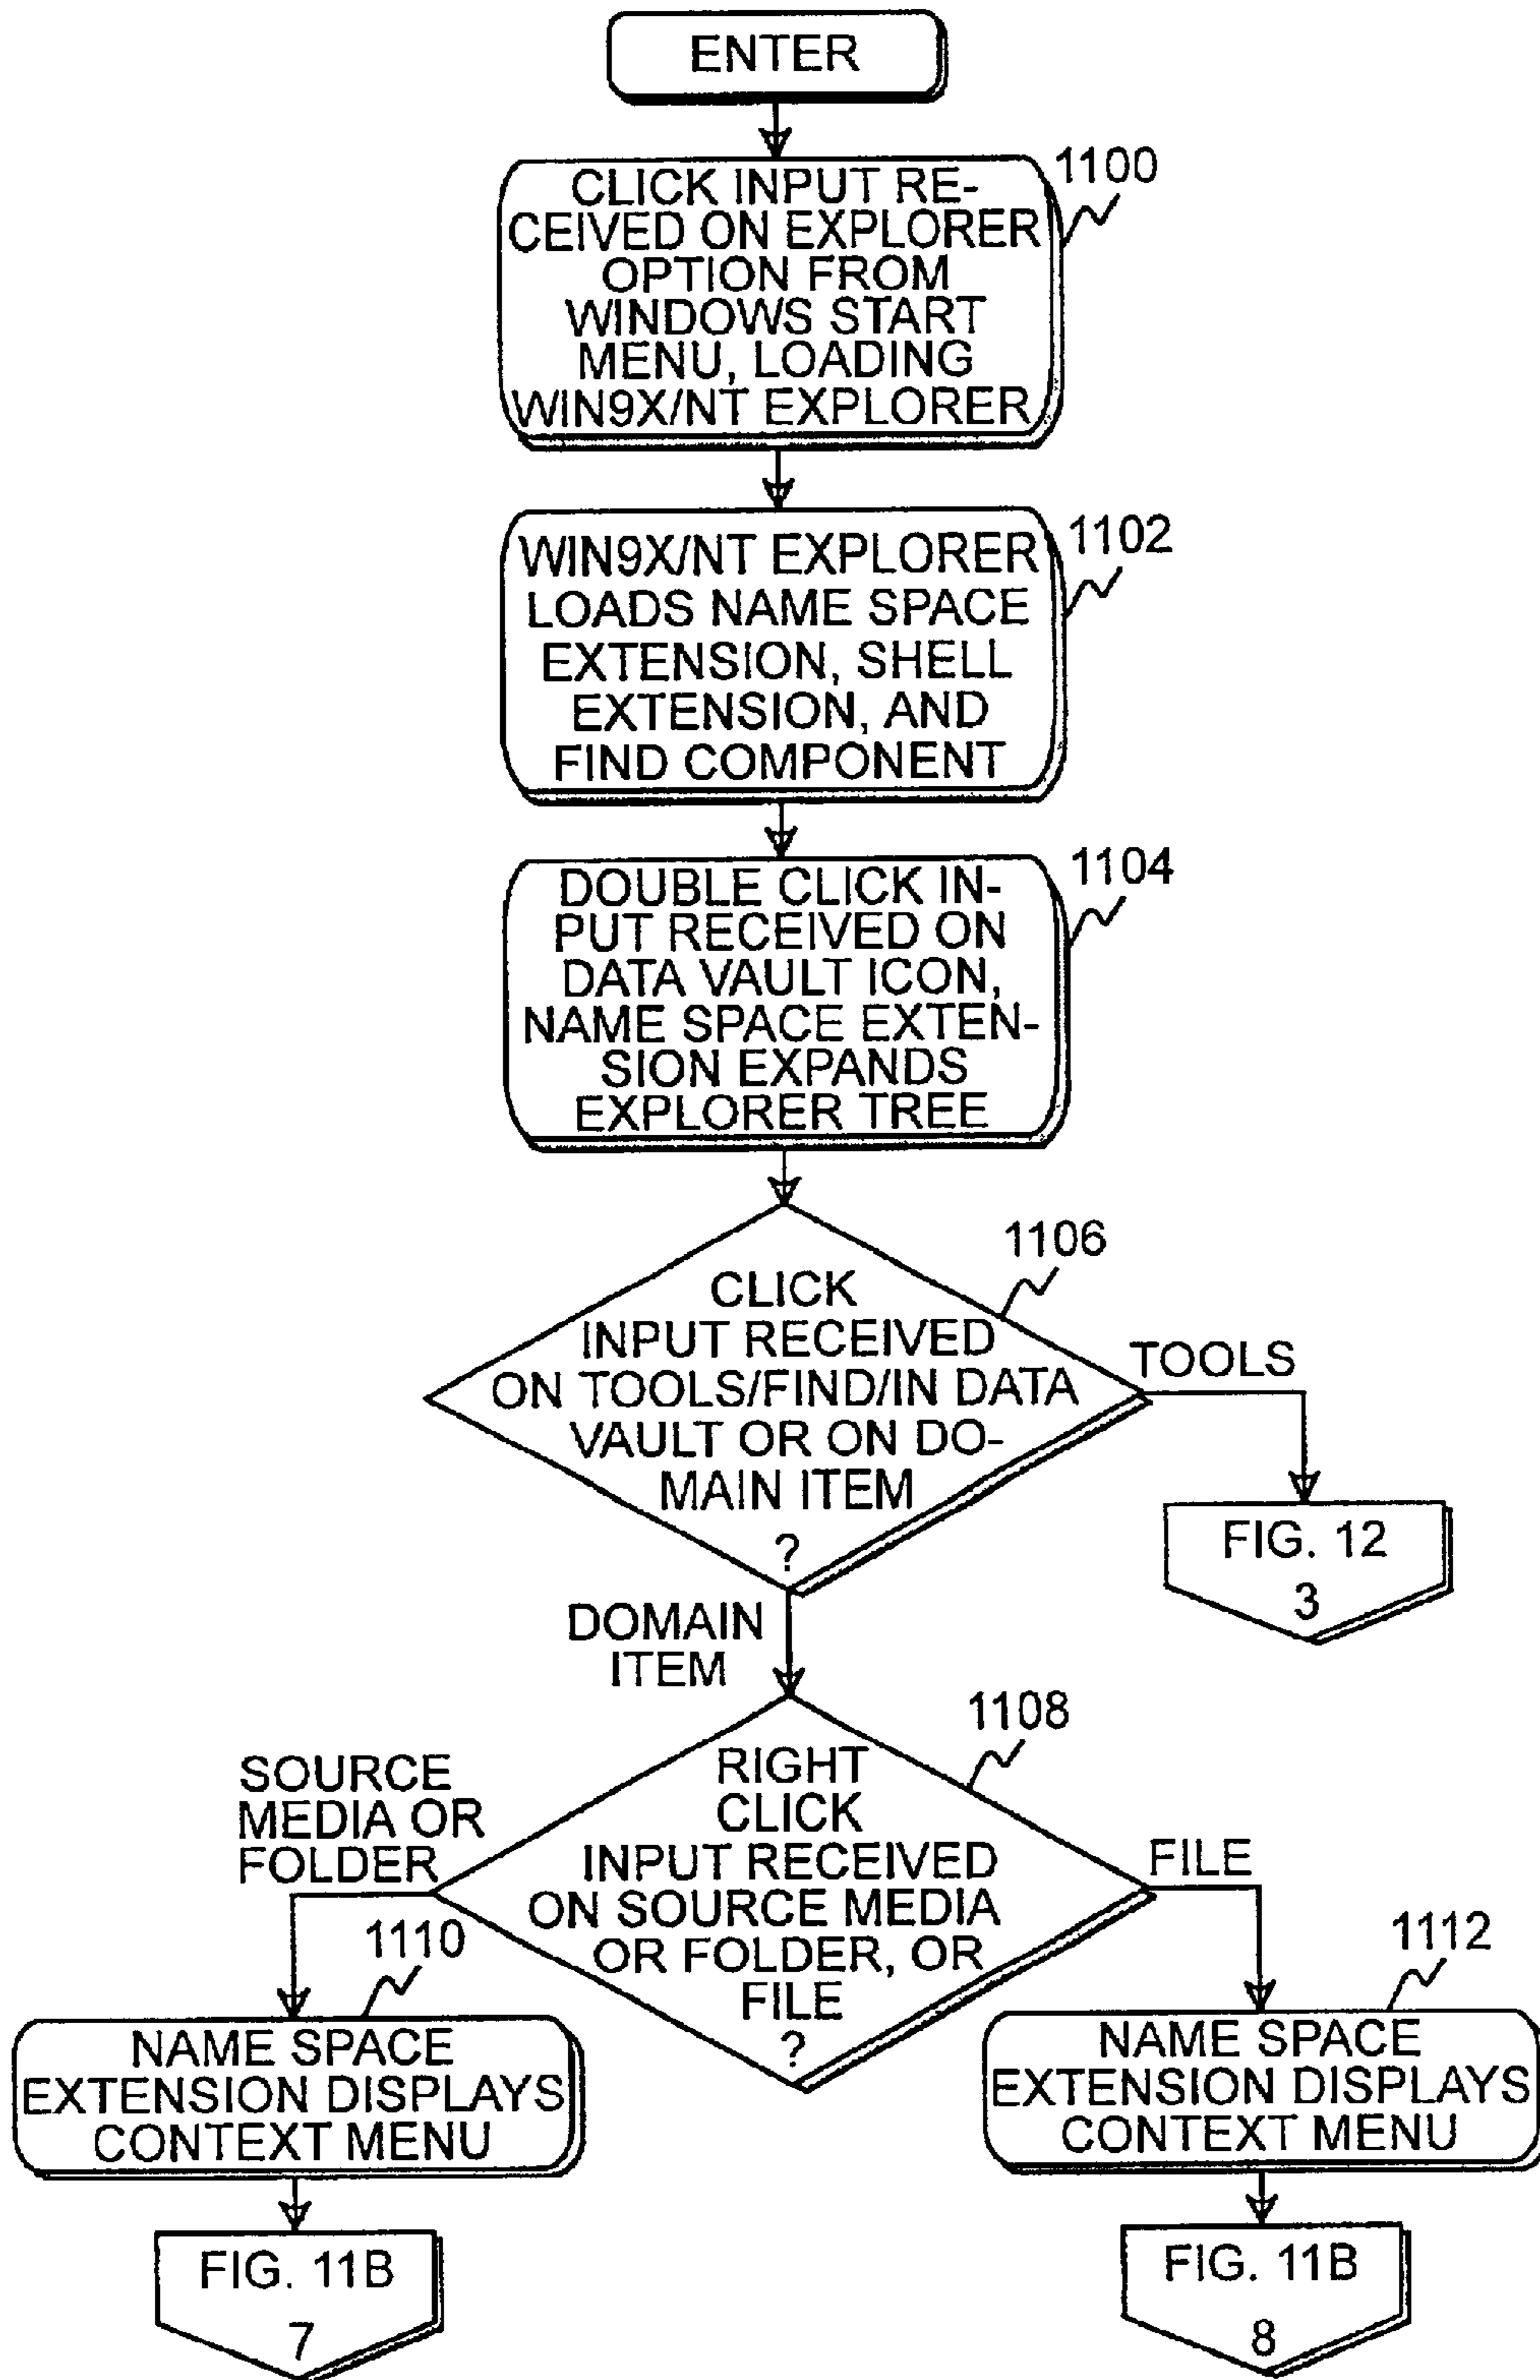 ENTER
1100
CLICK INPUT RE-
CEIVED ON EXPLORER
OPTION FROM
WINDOWS START
MENU, LOADING
WIN9X/NT EXPLORER
1102
WIN9X/NT EXPLORER
LOADS NAME SPACE
EXTENSION, SHELL
EXTENSION, AND
FIND COMPONENT
1104
DOUBLE CLICK IN-
PUT RECEIVED ON
DATA VAULT ICON,
NAME SPACE EXTEN-
SION EXPANDS
EXPLORER TREE
1106
CLICK
INPUT RECEIVED
ON TOOLS/FIND/IN DATA
VAULT OR ON DO-
MAIN ITEM
?
TOOLS
FIG. 12
3
DOMAIN
ITEM
1108
RIGHT
CLICK
INPUT RECEIVED
ON SOURCE MEDIA
OR FOLDER, OR
FILE
?
SOURCE
MEDIA OR
FOLDER
FILE
1110
NAME SPACE
EXTENSION DISPLAYS
CONTEXT MENU
1112
NAME SPACE
EXTENSION DISPLAYS
CONTEXT MENU
FIG. 11B
7
FIG. 11B
8